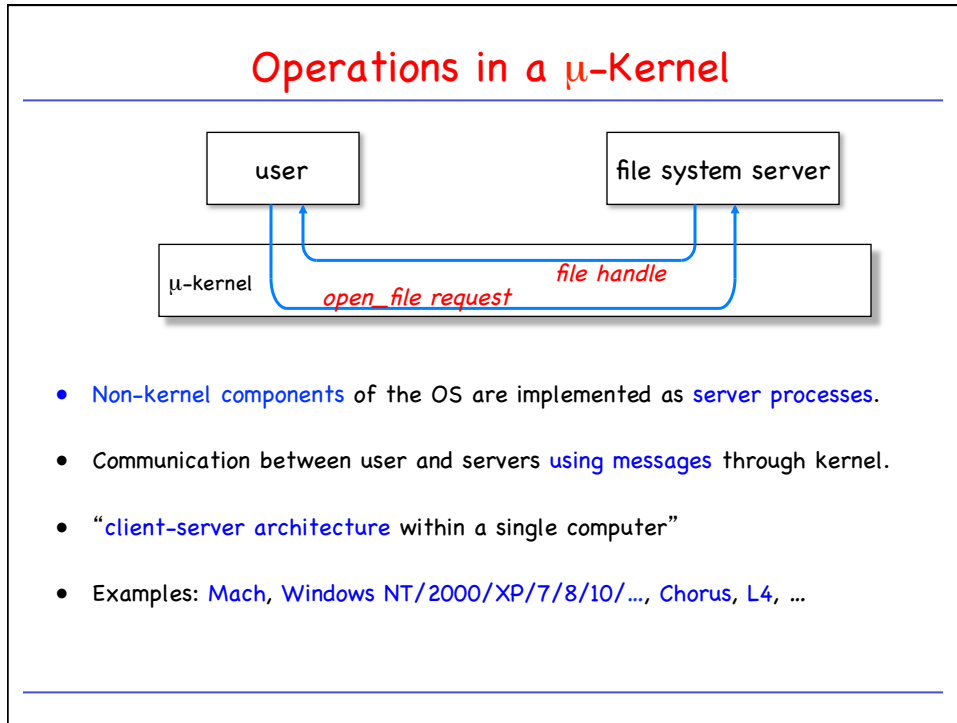 Operations in a μ-Kernel
user
file system server
μ-kernel
file handle
open_file request
• Non-kernel components of the OS are implemented as server processes.
• Communication between user and servers using messages through kernel.
• “client-server architecture within a single computer”
• Examples: Mach, Windows NT/2000/XP/7/8/10/…, Chorus, L4, …